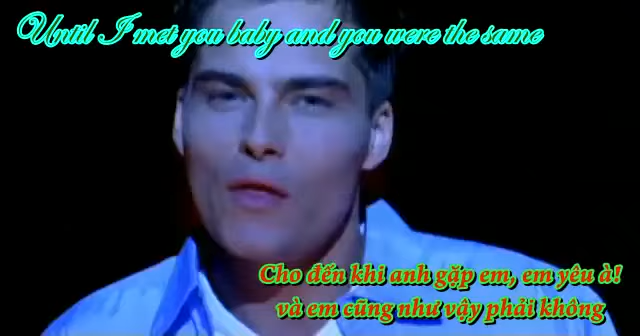 Until I met you baby and you were the same
Cho đến khi anh gặp em, em yêu à!
và em cũng như vậy phải không